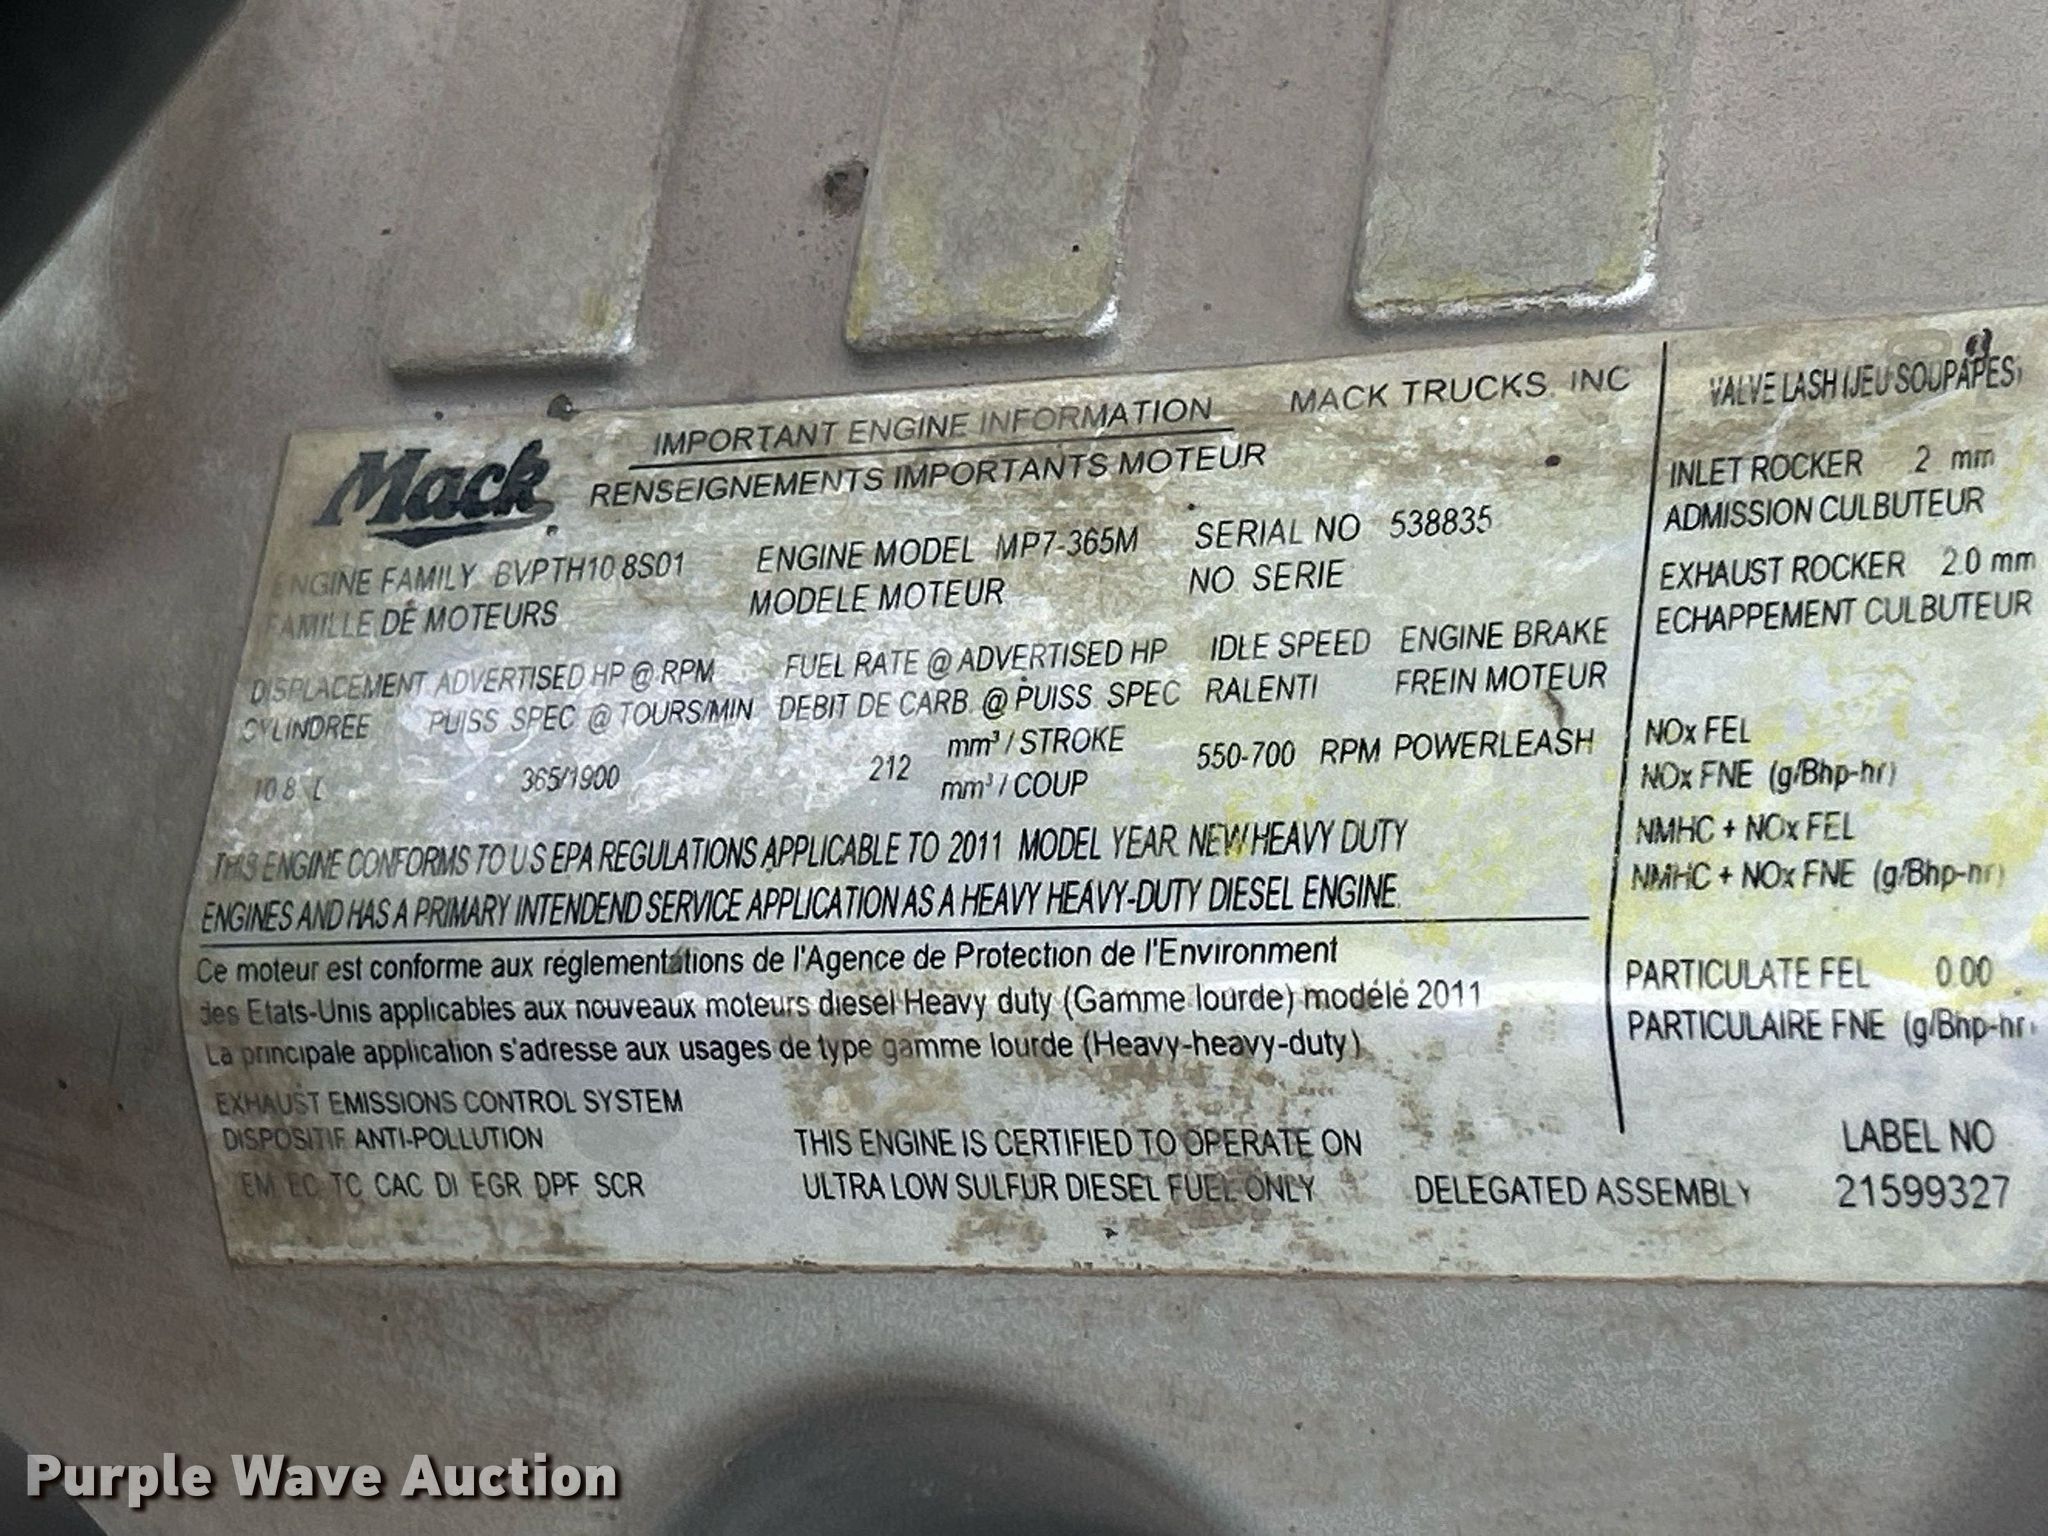 Mack
IMPORTANT ENGINE INFORMATION
MACK TRUCKS. INC
RENSEIGNEMENTS IMPORTANTS MOTEUR
ENGINE FAMILY BVPTH10.8S01
FAMILLE DE MOTEURS
ENGINE MODEL MP7-365M
MODELE MOTEUR
SERIAL NO 538835
NO. SERIE
DISPLACEMENT
CYLINDREE
10.8 L
ADVERTISED HP @ RPM
PUISS SPEC @ TOURS/MIN
365/1900
FUEL RATE @ ADVERTISED HP
DEBIT DE CARB. @ PUISS. SPEC
212 mm³ / STROKE
mm³ / COUP
IDLE SPEED
RALENTI
550-700 RPM
ENGINE BRAKE
FREIN MOTEUR
POWERLEASH
THIS ENGINE CONFORMS TO U.S EPA REGULATIONS APPLICABLE TO 2011 MODEL YEAR NEW HEAVY DUTY
ENGINES AND HAS A PRIMARY INTENDEND SERVICE APPLICATION AS A HEAVY HEAVY-DUTY DIESEL ENGINE.
Ce moteur est conforme aux réglementations de l'Agence de Protection de l'Environment
des Etats-Unis applicables aux nouveaux moteurs diesel Heavy duty (Gamme lourde) modélé 2011
La principale application s'adresse aux usages de type gamme lourde (Heavy-heavy-duty)
EXHAUST EMISSIONS CONTROL SYSTEM
DISPOSITIF ANTI-POLLUTION
EM EC TC CAC DI EGR DPF SCR
THIS ENGINE IS CERTIFIED TO OPERATE ON
ULTRA LOW SULFUR DIESEL FUEL ONLY
DELEGATED ASSEMBLY
VALVE LASH (JEU SOUPAPES)
INLET ROCKER 2 mm
ADMISSION CULBUTEUR
EXHAUST ROCKER 2.0 mm
ECHAPPEMENT CULBUTEUR
NOx FEL
NOx FNE (g/Bhp-hr)
NMHC + NOx FEL
NMHC + NOx FNE (g/Bhp-hr)
PARTICULATE FEL 0.00
PARTICULAIRE FNE (g/Bhp-hr)
LABEL NO
21599327
Purple Wave Auction